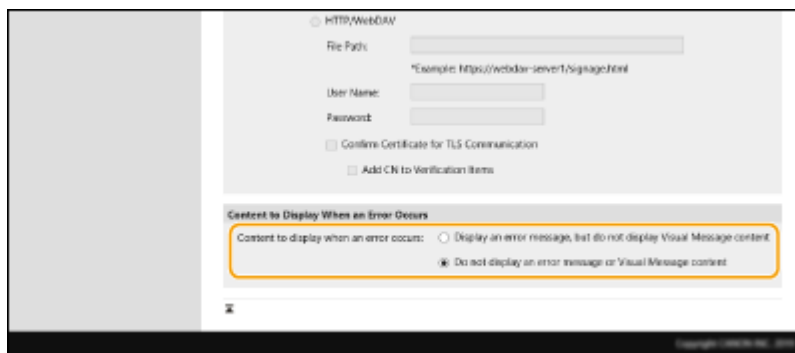 HTTP/WebDAV
File Path:
*Example: https://webdav-server1/signage.html
User Name:
Password:
Confirm Certificate for TLS Communication
Add CN to Verification Items
Content to Display When an Error Occurs
Content to display when an error occurs: Display an error message, but do not display Visual Message content
Do not display an error message or Visual Message content
Copyright CANON INC.